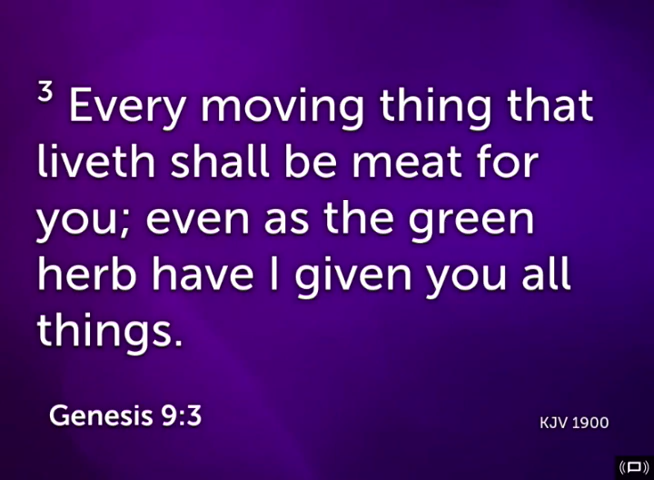 3 Every moving thing that
liveth shall be meat for
you; even as the green
herb have I given you all
things.
Genesis 9:3
KJV 1900